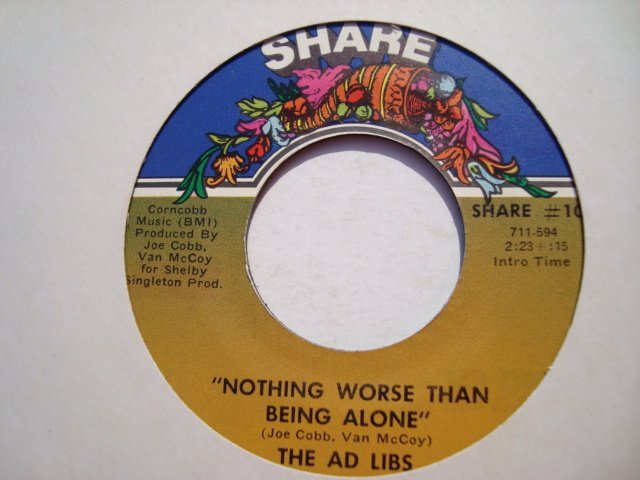 SHARE
Corncobb
Music (BMI)
Produced By
Joe Cobb,
Van McCoy
for Shelby
Singleton Prod.
SHARE #10
711-594
2:23+:15
Intro Time
"NOTHING WORSE THAN
BEING ALONE"
(Joe Cobb, Van McCoy)
THE AD LIBS